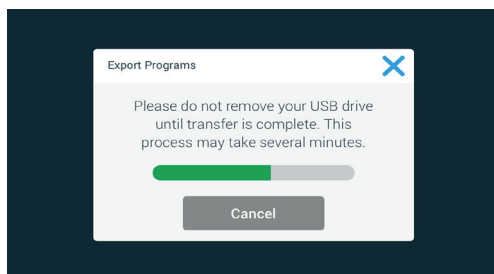 Export Programs
Please do not remove your USB drive
until transfer is complete. This
process may take several minutes.
Cancel